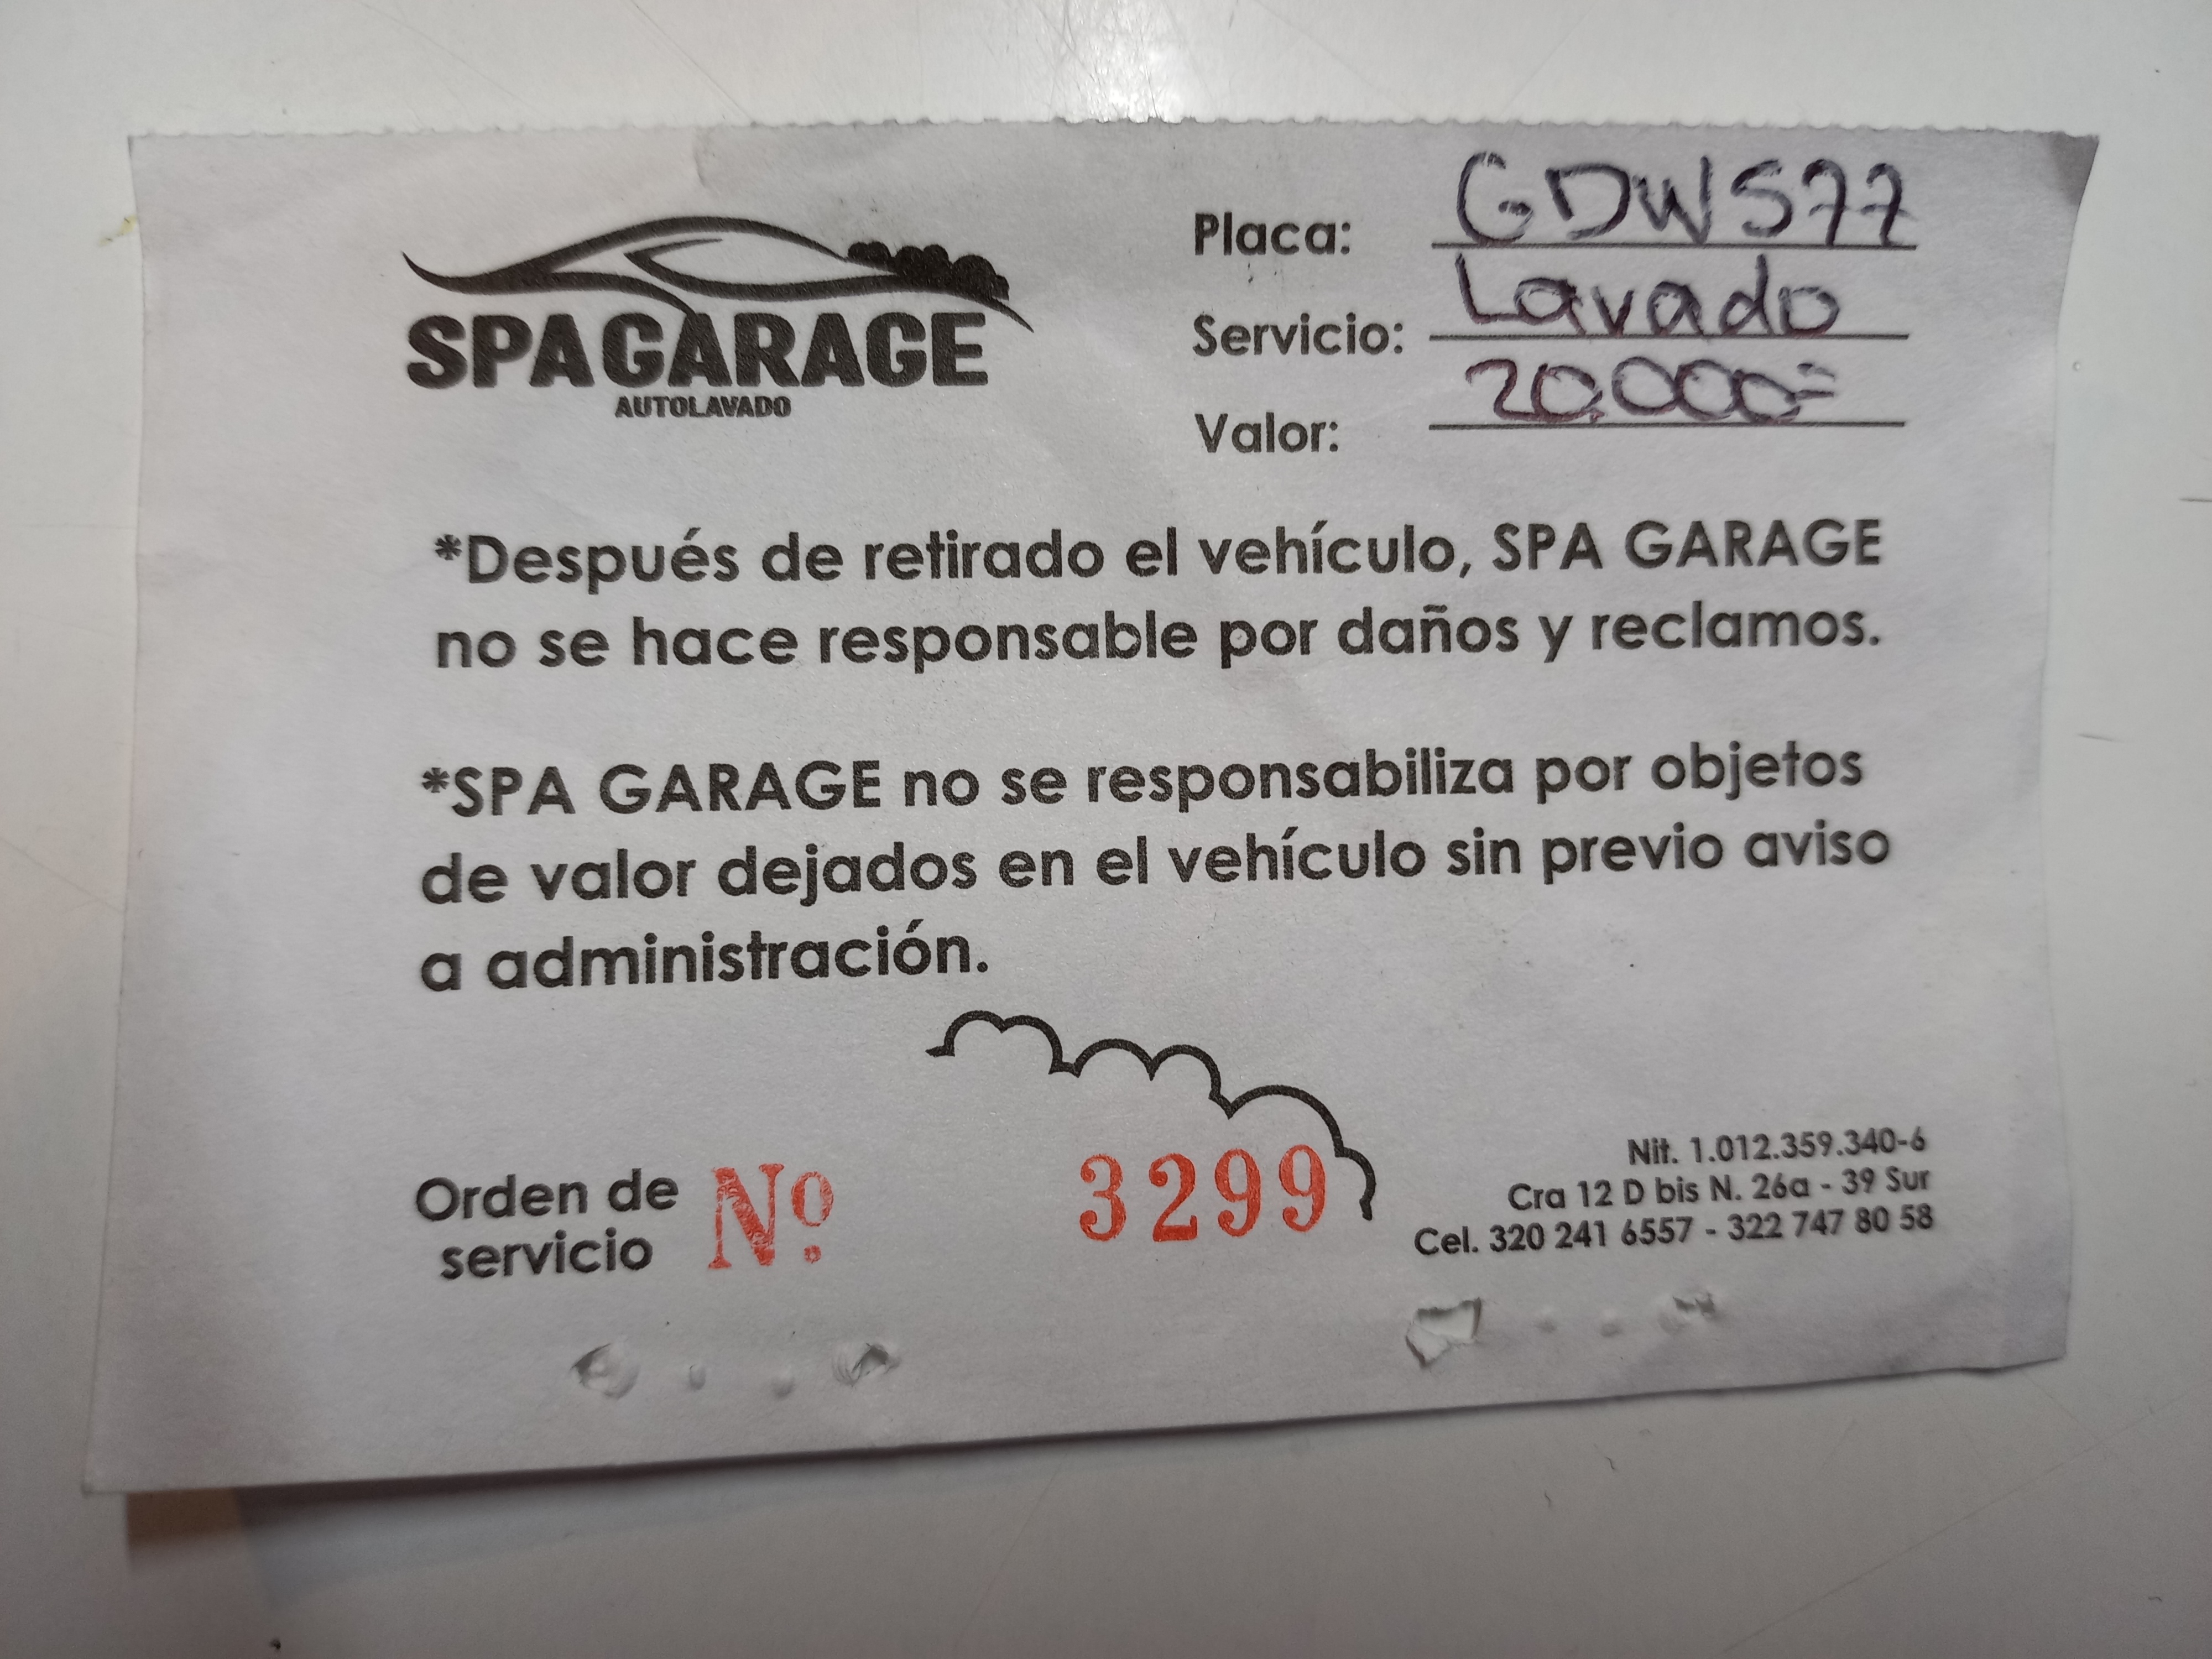 SPAGARAGE
AUTOLAVADO
Placa: GDW577
Servicio: Lavado
Valor: 20.000=
*Después de retirado el vehículo, SPA GARAGE
no se hace responsable por daños y reclamos.
*SPA GARAGE no se responsabiliza por objetos
de valor dejados en el vehículo sin previo aviso
a administración.
Orden de
servicio
Nº 3299
Nit. 1.012.359.340-6
Cra 12 D bis N. 26a - 39 Sur
Cel. 320 241 6557 - 322 747 80 58